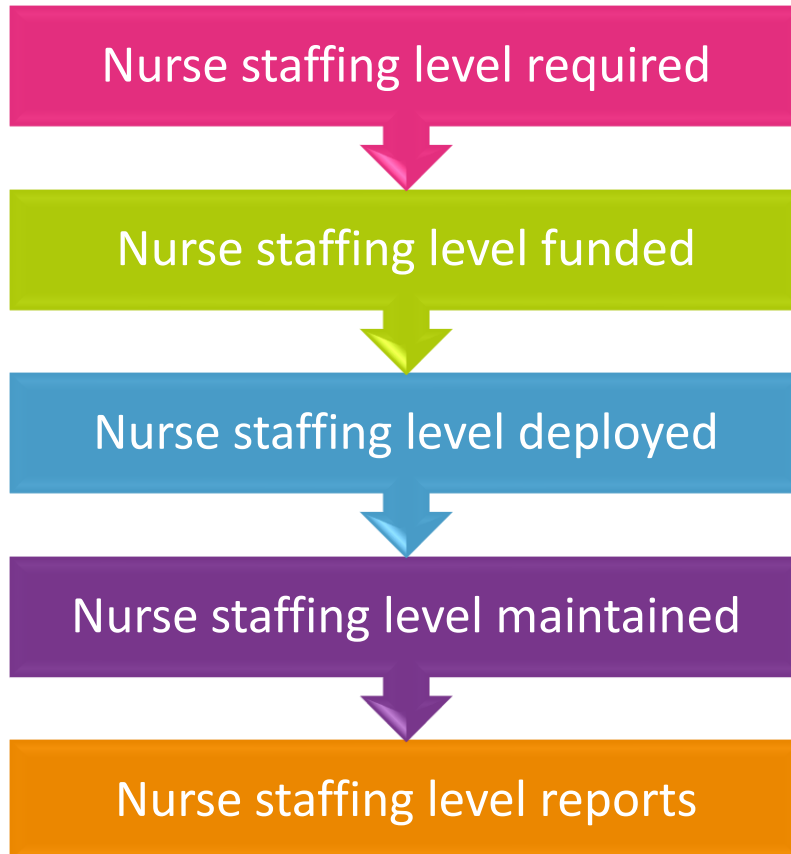 Nurse staffing level required
Nurse staffing level funded
Nurse staffing level deployed
Nurse staffing level maintained
Nurse staffing level reports